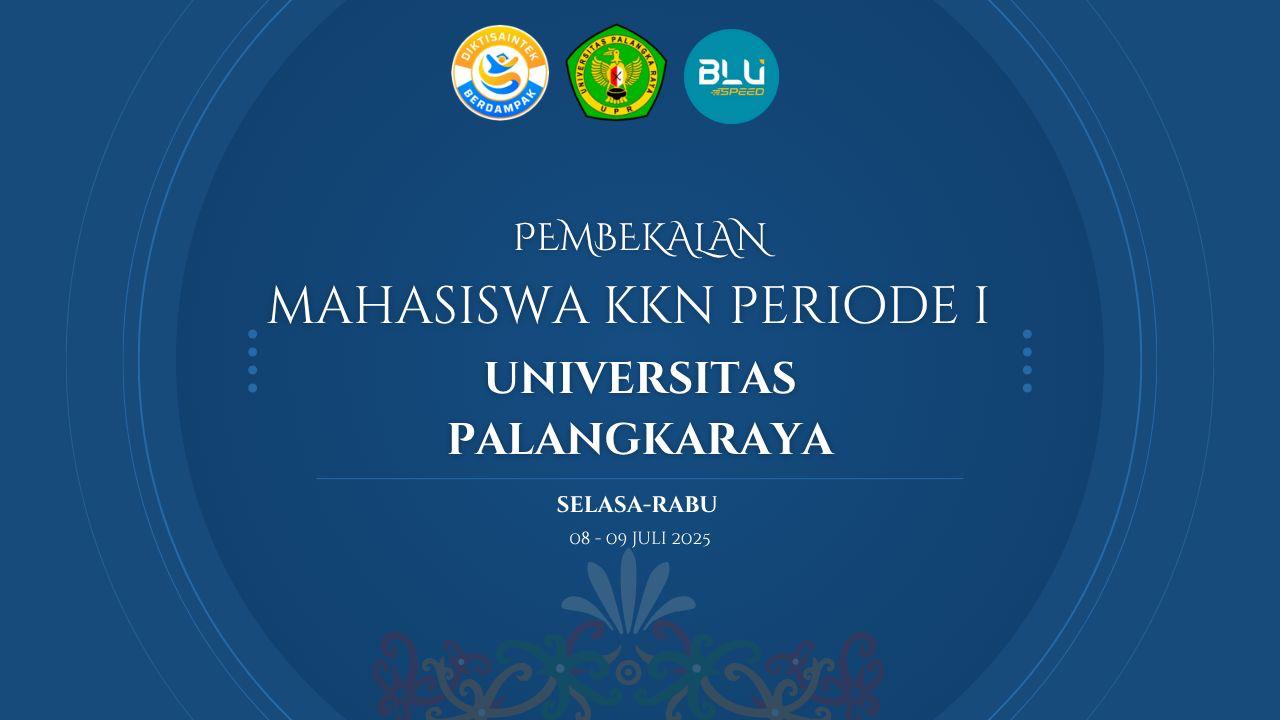 DIKTISAINTEK
BERDAMPAK
UNIVERSITAS PALANGKA RAYA
UPR
BLU
SPEED
PEMBEKALAN
MAHASISWA KKN PERIODE I
UNIVERSITAS
PALANGKARAYA
SELASA-RABU
08 - 09 JULI 2025